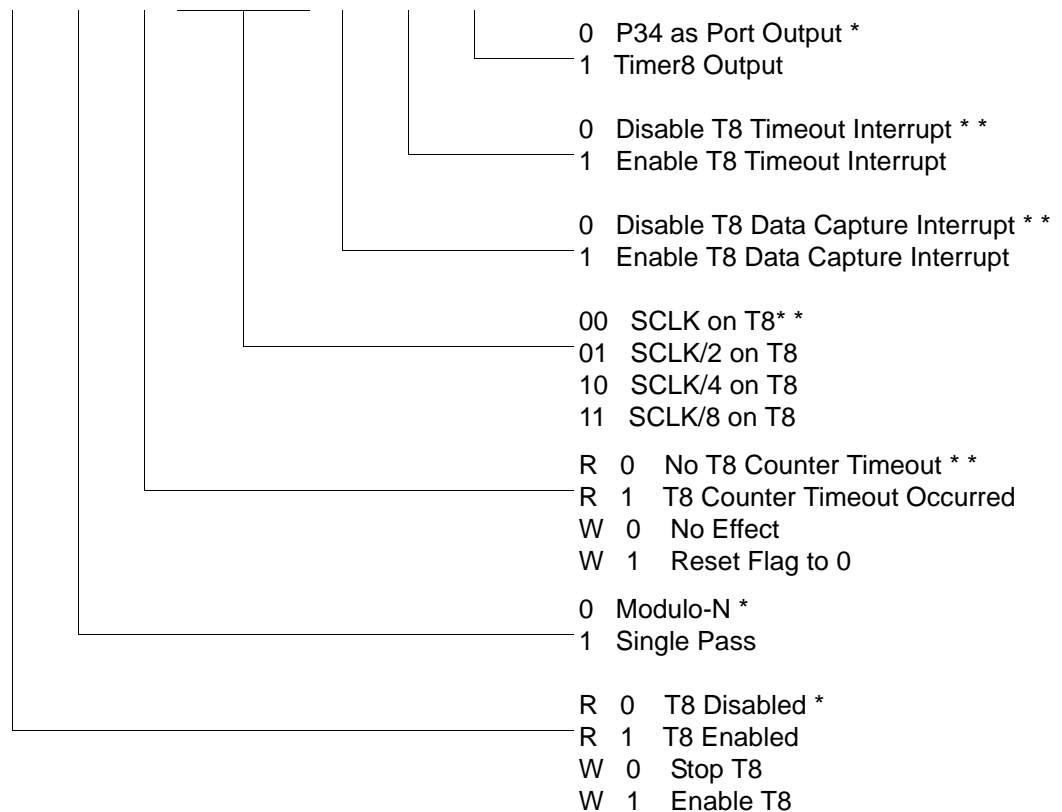 0 P34 as Port Output *
1 Timer8 Output
0 Disable T8 Timeout Interrupt * *
1 Enable T8 Timeout Interrupt
0 Disable T8 Data Capture Interrupt * *
1 Enable T8 Data Capture Interrupt
00 SCLK on T8* *
01 SCLK/2 on T8
10 SCLK/4 on T8
11 SCLK/8 on T8
R 0 No T8 Counter Timeout * *
R 1 T8 Counter Timeout Occurred
W 0 No Effect
W 1 Reset Flag to 0
0 Modulo-N *
1 Single Pass
R 0 T8 Disabled *
R 1 T8 Enabled
W 0 Stop T8
W 1 Enable T8